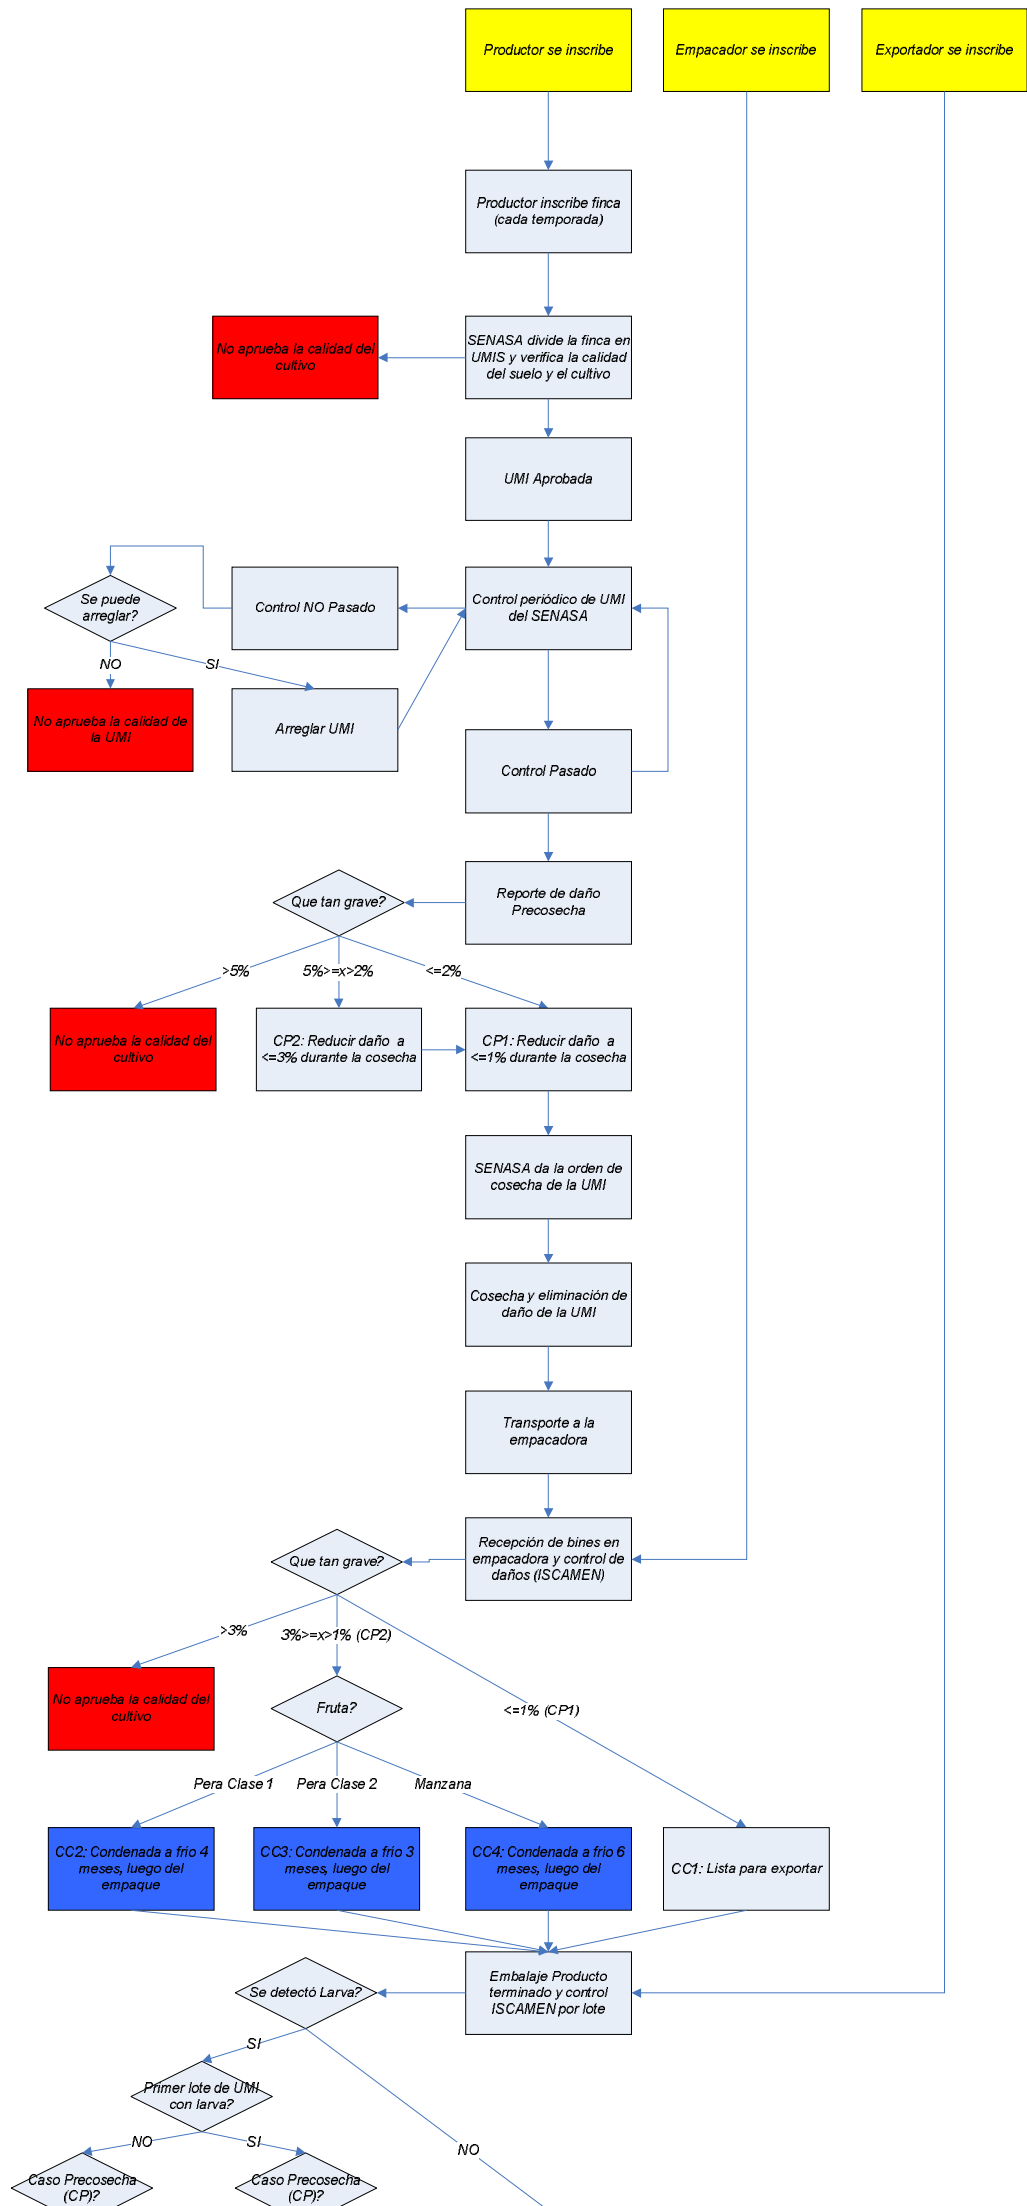 Productor se inscribe
Empacador se inscribe
Exportador se inscribe
Productor inscribe finca
(cada temporada)
No aprueba la calidad del
cultivo
SENASA divide la finca en
UMIS y verifica la calidad
del suelo y el cultivo
UMI Aprobada
Se puede
arreglar?
Control NO Pasado
Control periódico de UMI
del SENASA
NO
SI
No aprueba la calidad de
la UMI
Arreglar UMI
Control Pasado
Que tan grave?
Reporte de daño
Precosecha
>5%
5%>=x>2%
<=2%
No aprueba la calidad del
cultivo
CP2: Reducir daño a
<=3% durante la cosecha
CP1: Reducir daño a
<=1% durante la cosecha
SENASA da la orden de
cosecha de la UMI
Cosecha y eliminación de
daño de la UMI
Transporte a la
empacadora
Que tan grave?
Recepción de bines en
empacadora y control de
daños (ISCAMEN)
>3%
3%>=x>1% (CP2)
<=1% (CP1)
No aprueba la calidad del
cultivo
Fruta?
Pera Clase 1
Pera Clase 2
Manzana
CC2: Condenada a frio 4
meses, luego del
empaque
CC3: Condenada a frio 3
meses, luego del
empaque
CC4: Condenada a frio 6
meses, luego del
empaque
CC1: Lista para exportar
Se detectó Larva?
Embalaje Producto
terminado y control
ISCAMEN por lote
SI
Primer lote de UMI
con larva?
NO
SI
NO
Caso Precosecha
(CP)?
Caso Precosecha
(CP)?